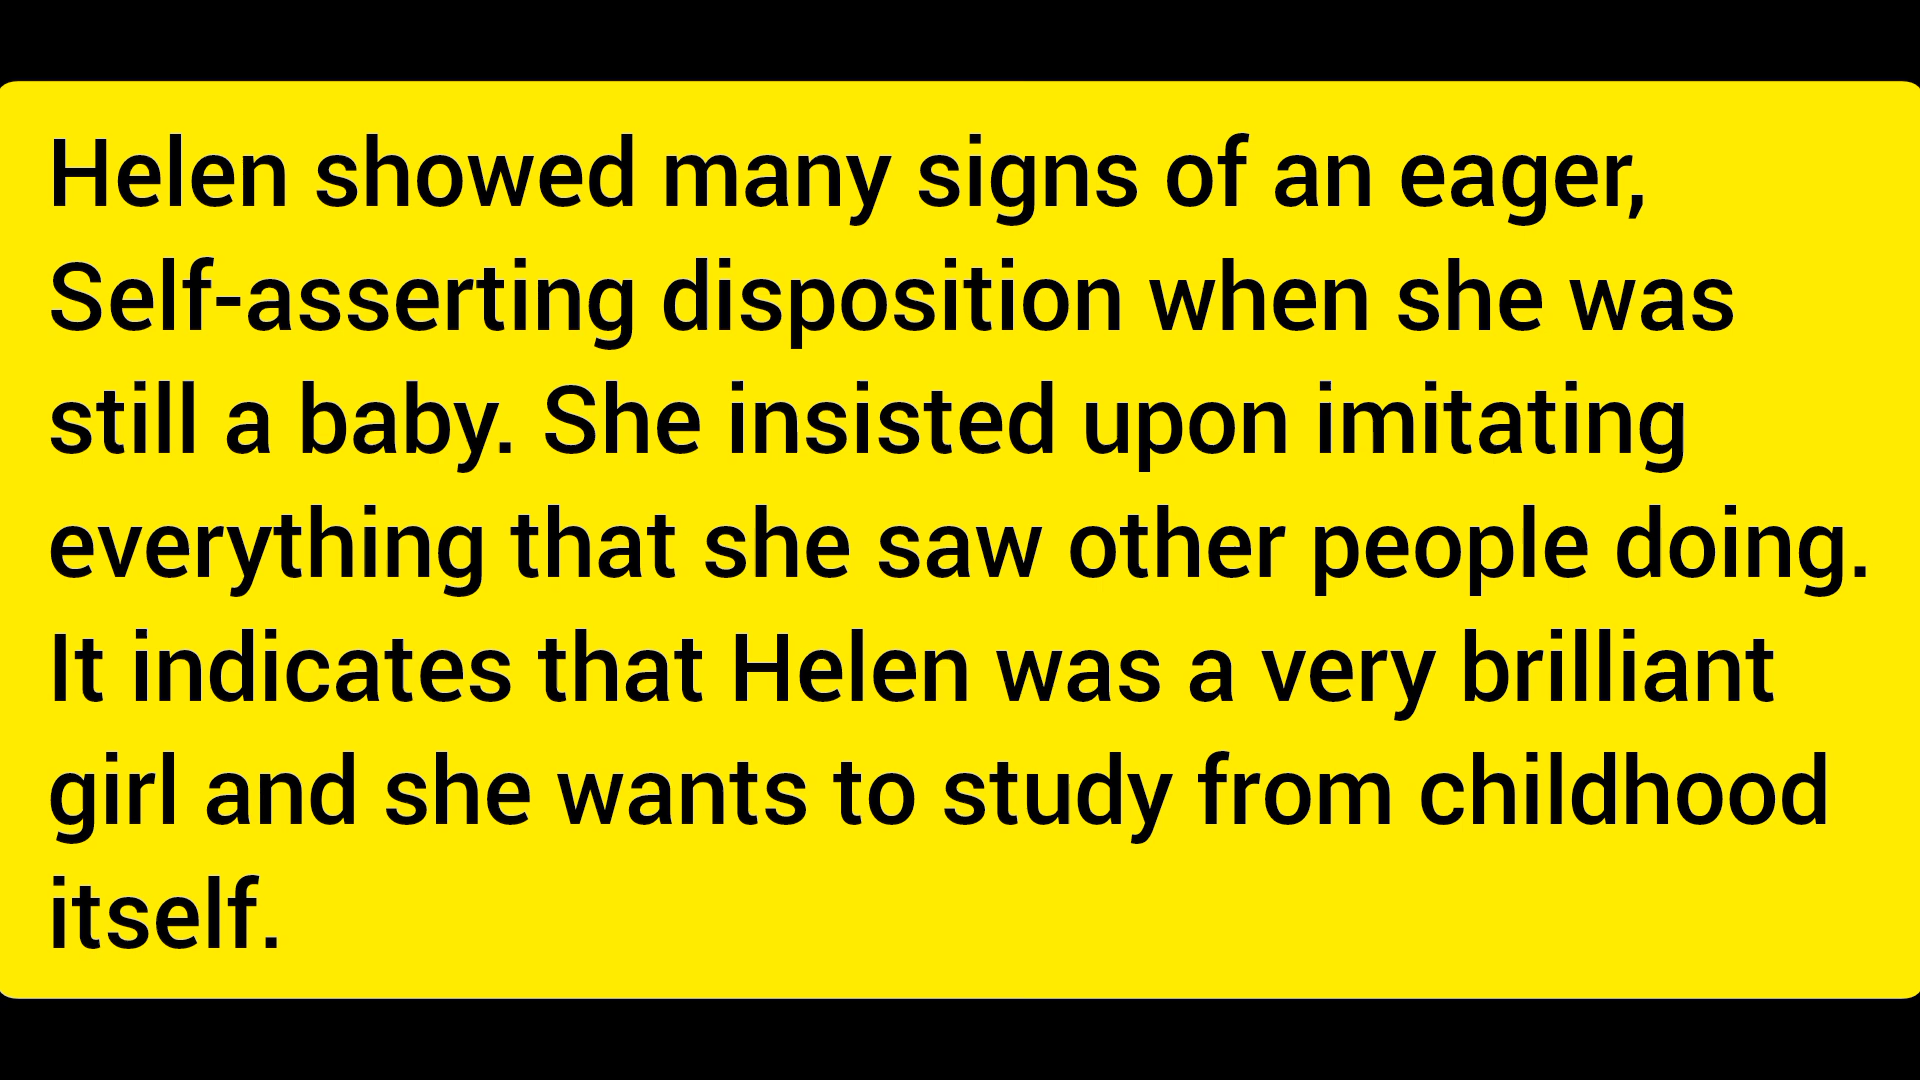 Helen showed many signs of an eager,
Self-asserting disposition when she was
still a baby. She insisted upon imitating
everything that she saw other people doing.
It indicates that Helen was a very brilliant
girl and she wants to study from childhood
itself.